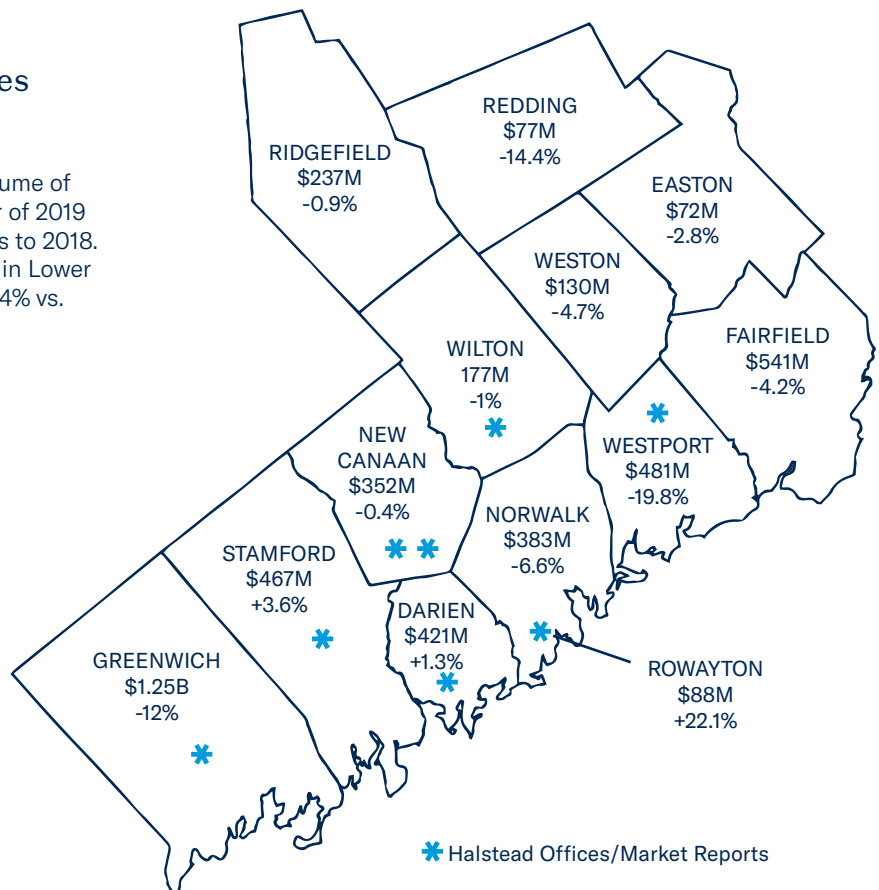 es
ume of
r of 2019
s to 2018.
in Lower
4% vs.
RIDGEFIELD
$237M
-0.9%
REDDING
$77M
-14.4%
EASTON
$72M
-2.8%
WESTON
$130M
-4.7%
FAIRFIELD
$541M
-4.2%
WILTON
177M
-1%
WESTPORT
$481M
-19.8%
NEW
CANAAN
$352M
-0.4%
NORWALK
$383M
-6.6%
STAMFORD
$467M
+3.6%
DARIEN
$421M
+1.3%
GREENWICH
$1.25B
-12%
ROWAYTON
$88M
+22.1%
Halstead Offices/Market Reports